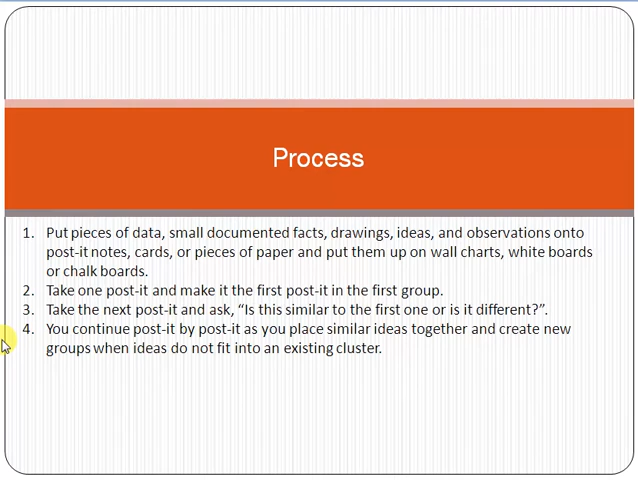 Process
1. Put pieces of data, small documented facts, drawings, ideas, and observations onto
post-it notes, cards, or pieces of paper and put them up on wall charts, white boards
or chalk boards.
2. Take one post-it and make it the first post-it in the first group.
3. Take the next post-it and ask, “Is this similar to the first one or is it different?”.
4. You continue post-it by post-it as you place similar ideas together and create new
groups when ideas do not fit into an existing cluster.